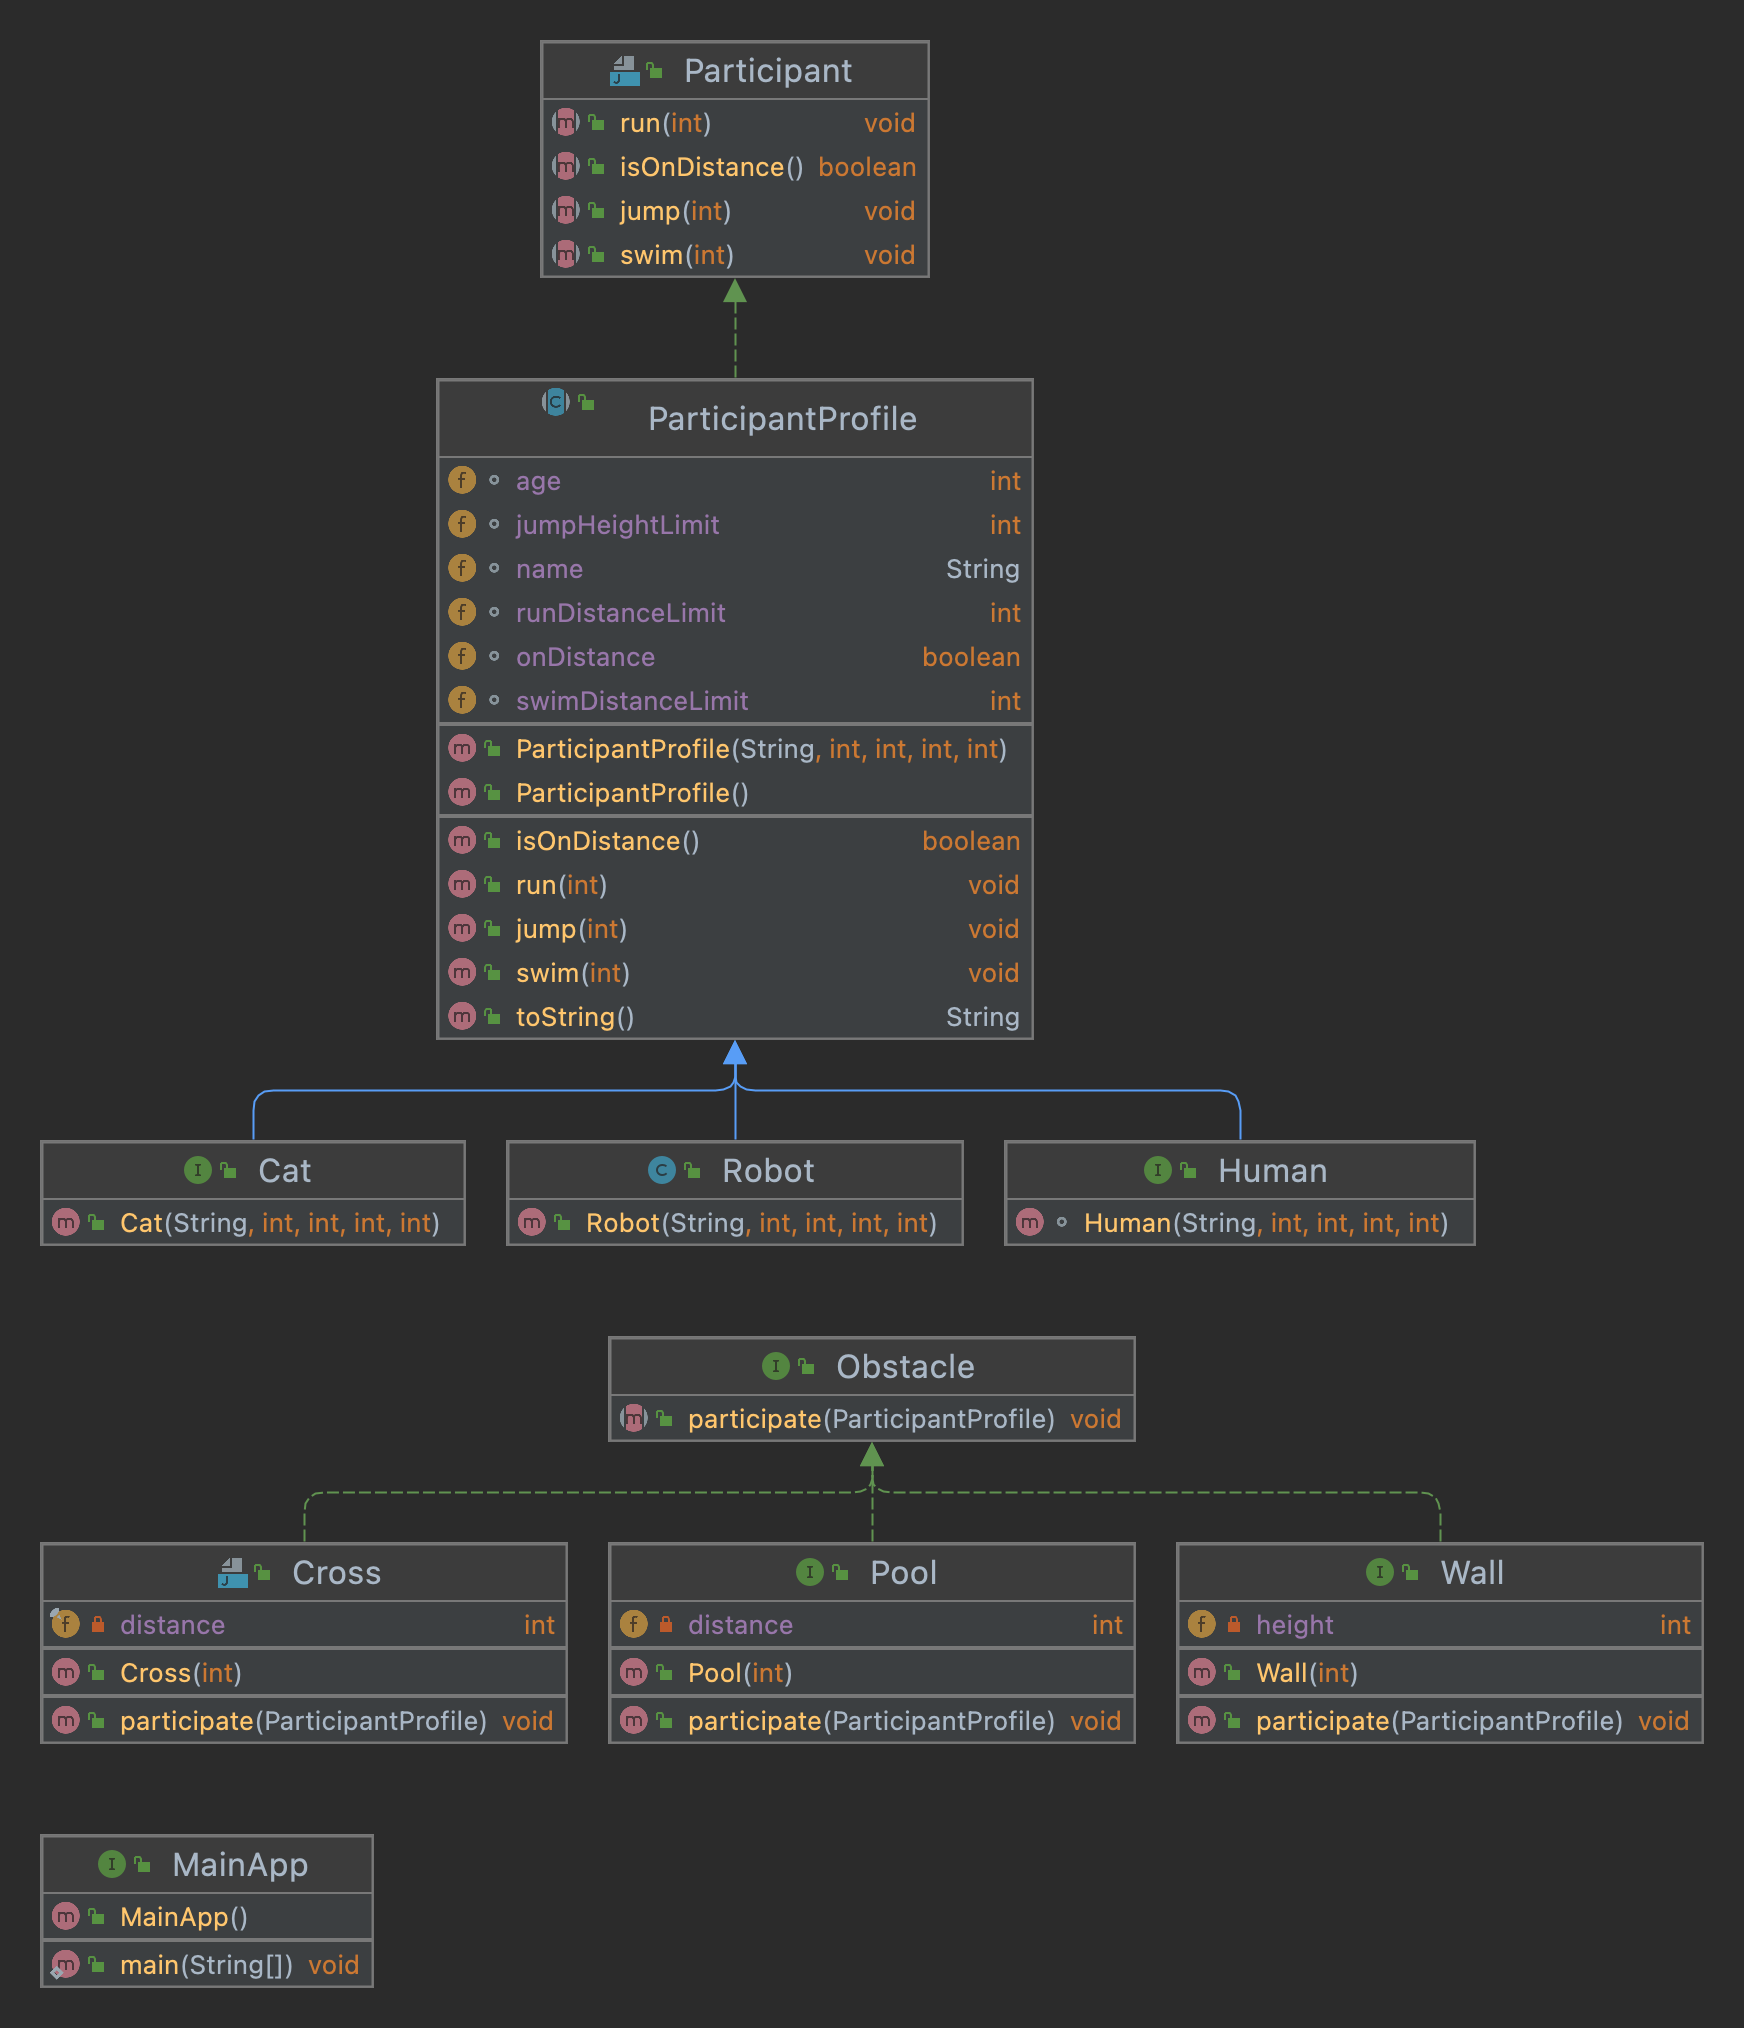 Participant
run(int) void
isOnDistance() boolean
jump(int) void
swim(int) void
ParticipantProfile
age int
jumpHeightLimit int
name String
runDistanceLimit int
onDistance boolean
swimDistanceLimit int
ParticipantProfile(String, int, int, int, int)
ParticipantProfile()
isOnDistance() boolean
run(int) void
jump(int) void
swim(int) void
toString() String
Cat
Cat(String, int, int, int, int)
Robot
Robot(String, int, int, int, int)
Human
Human(String, int, int, int, int)
Obstacle
participate(ParticipantProfile) void
Cross
distance int
Cross(int)
participate(ParticipantProfile) void
Pool
distance int
Pool(int)
participate(ParticipantProfile) void
Wall
height int
Wall(int)
participate(ParticipantProfile) void
MainApp
MainApp()
main(String[]) void